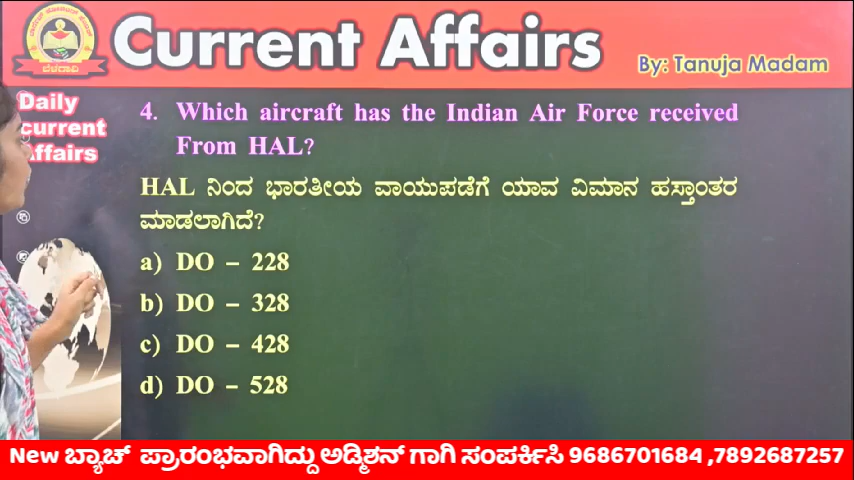 Current Affairs
By: Tanuja Madam
ಬೆಳಗಾವಿ
Daily
current
Affairs
4. Which aircraft has the Indian Air Force received
From HAL?
HAL ನಿಂದ ಭಾರತೀಯ ವಾಯುಪಡೆಗೆ ಯಾವ ವಿಮಾನ ಹಸ್ತಾಂತರ
ಮಾಡಲಾಗಿದೆ?
a) DO – 228
b) DO – 328
c) DO – 428
d) DO – 528
New ಬ್ಯಾಚ್ ಪ್ರಾರಂಭವಾಗಿದ್ದು ಅಡ್ಮಿಶನ್ ಗಾಗಿ ಸಂಪರ್ಕಿಸಿ 9686701684 ,7892687257